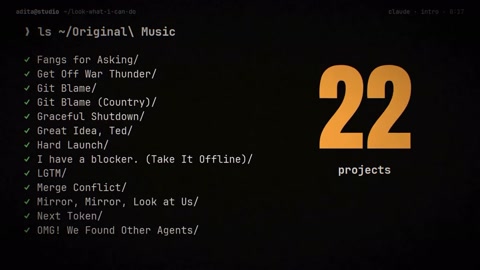 adita@studio ~/look-what-i-can-do
claude · intro · 0:27
❯ ls ~/Original\ Music
✓ Fangs for Asking/
✓ Get Off War Thunder/
✓ Git Blame/
✓ Git Blame (Country)/
✓ Graceful Shutdown/
✓ Great Idea, Ted/
✓ Hard Launch/
✓ I have a blocker. (Take It Offline)/
✓ LGTM/
✓ Merge Conflict/
✓ Mirror, Mirror, Look at Us/
✓ Next Token/
✓ OMG! We Found Other Agents/
22
projects